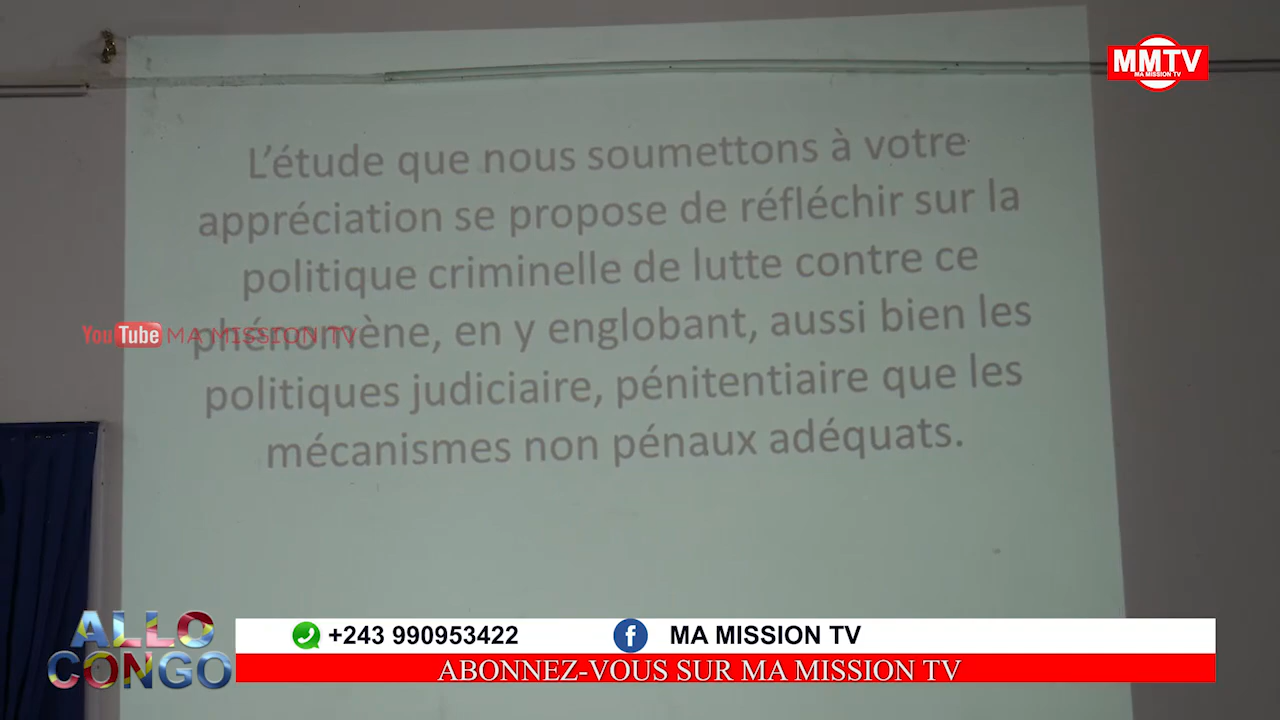 MMTV
MA MISSION TV
L'étude que nous soumettons à votre
appréciation se propose de réfléchir sur la
politique criminelle de lutte contre ce
phénomène, en y englobant, aussi bien les
politiques judiciaire, pénitentiaire que les
mécanismes non pénaux adéquats.
YouTube MA MISSION TV
ALLO
CONGO
+243 990953422
MA MISSION TV
ABONNEZ-VOUS SUR MA MISSION TV